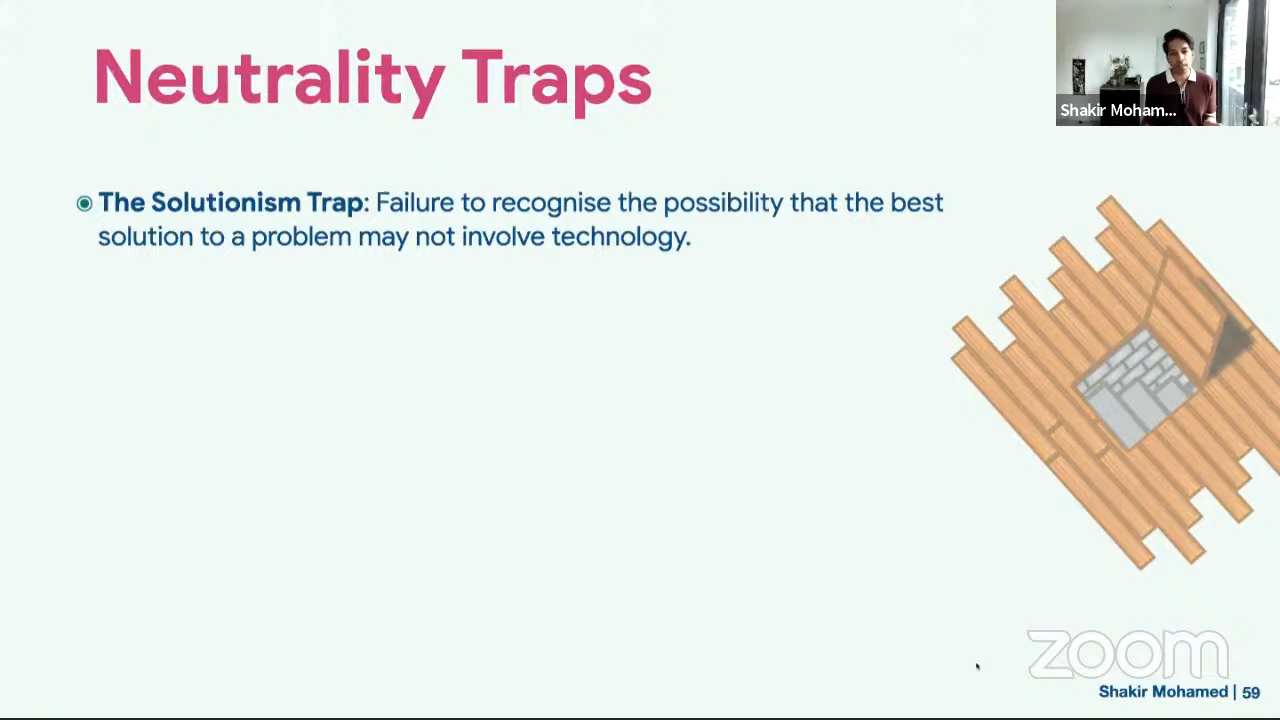 Neutrality Traps
Shakir Moham...
The Solutionism Trap: Failure to recognise the possibility that the best
solution to a problem may not involve technology.
zoom
Shakir Mohamed | 59